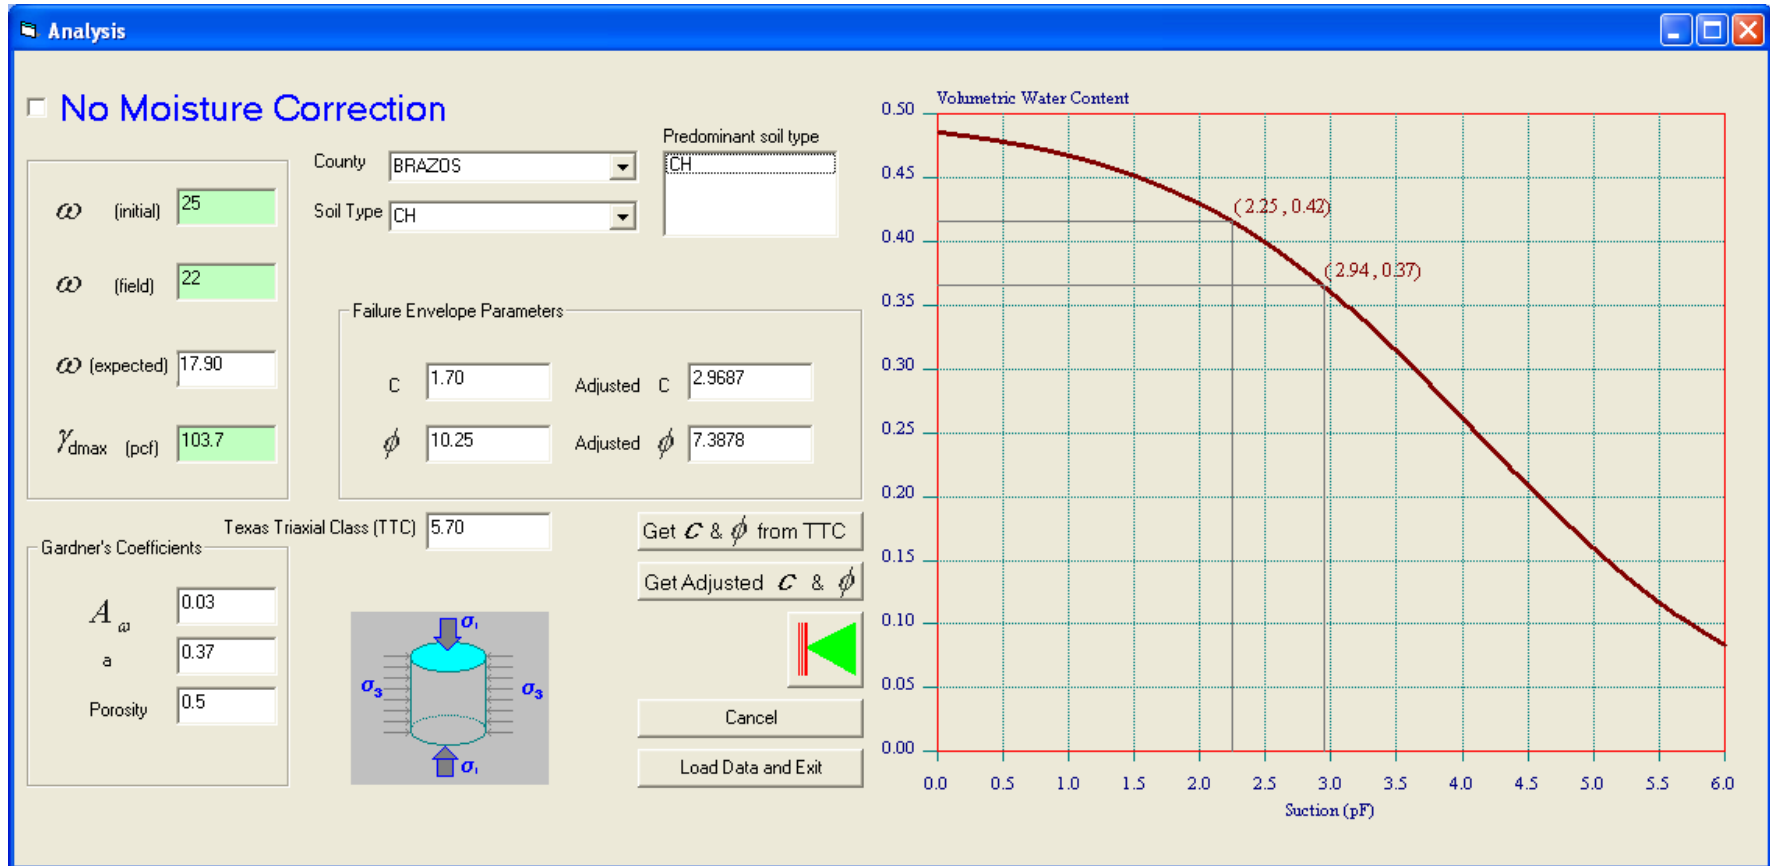 Analysis
No Moisture Correction
County BRAZOS
Soil Type CH
Predominant soil type
CH
ω (initial) 25
ω (field) 22
ω (expected) 17.90
γdmax (pcf) 103.7
Failure Envelope Parameters
C 1.70 Adjusted C 2.9687
ϕ 10.25 Adjusted ϕ 7.3878
Texas Triaxial Class (TTC) 5.70
Get C & ϕ from TTC
Get Adjusted C & ϕ
Cancel
Load Data and Exit
Gardner's Coefficients
Aω 0.03
a 0.37
Porosity 0.5
σ₁
σ₃ σ₃
σ₁
Volumetric Water Content
0.50
0.45
0.40
0.35
0.30
0.25
0.20
0.15
0.10
0.05
0.00
(2.25 , 0.42)
(2.94 , 0.37)
0.0 0.5 1.0 1.5 2.0 2.5 3.0 3.5 4.0 4.5 5.0 5.5 6.0
Suction (pF)